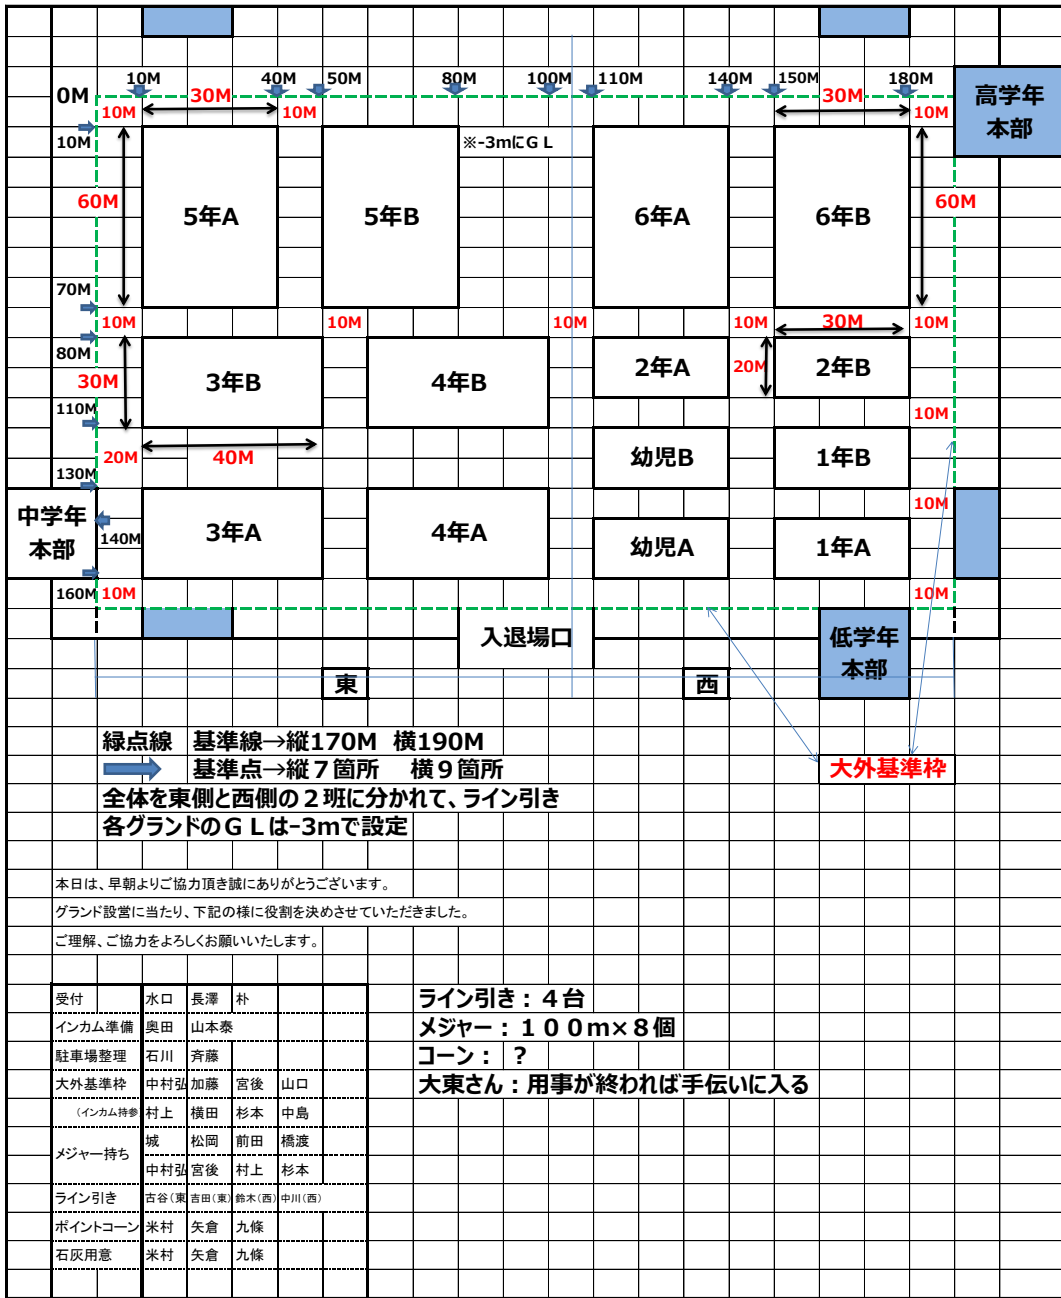 10M 40M 50M 80M 100M 110M 140M 150M 180M
0M 30M 30M 高学年
10M 10M 10M 本部
10M ※-3mにＧＬ
60M 5年A 5年B 6年A 6年B 60M
70M
10M 10M 10M 10M 30M 10M
80M 3年B 4年B 2年A 20M 2年B
30M
110M 10M
20M 40M 幼児B 1年B
130M
中学年 3年A 4年A 10M
本部 140M 幼児A 1年A
160M 10M 10M
入退場口 低学年
本部
東 西
緑点線 基準線→縦170M 横190M
基準点→縦７箇所 横９箇所 大外基準枠
全体を東側と西側の２班に分かれて、ライン引き
各グランドのＧＬは-3mで設定
本日は、早朝よりご協力頂き誠にありがとうございます。
グランド設営に当たり、下記の様に役割を決めさせていただきました。
ご理解、ご協力をよろしくお願いいたします。
受付 水口 長澤 朴 ライン引き：４台
インカム準備 奥田 山本泰 メジャー：１００ｍ×８個
駐車場整理 石川 斉藤 コーン： ？
大外基準枠 中村弘 加藤 宮後 山口 大東さん：用事が終われば手伝いに入る
（インカム持参 村上 横田 杉本 中島
メジャー持ち 城 松岡 前田 橋渡
中村弘 宮後 村上 杉本
ライン引き 古谷（東 吉田（東） 鈴木（西） 中川（西）
ポイントコーン 米村 矢倉 九條
石灰用意 米村 矢倉 九條